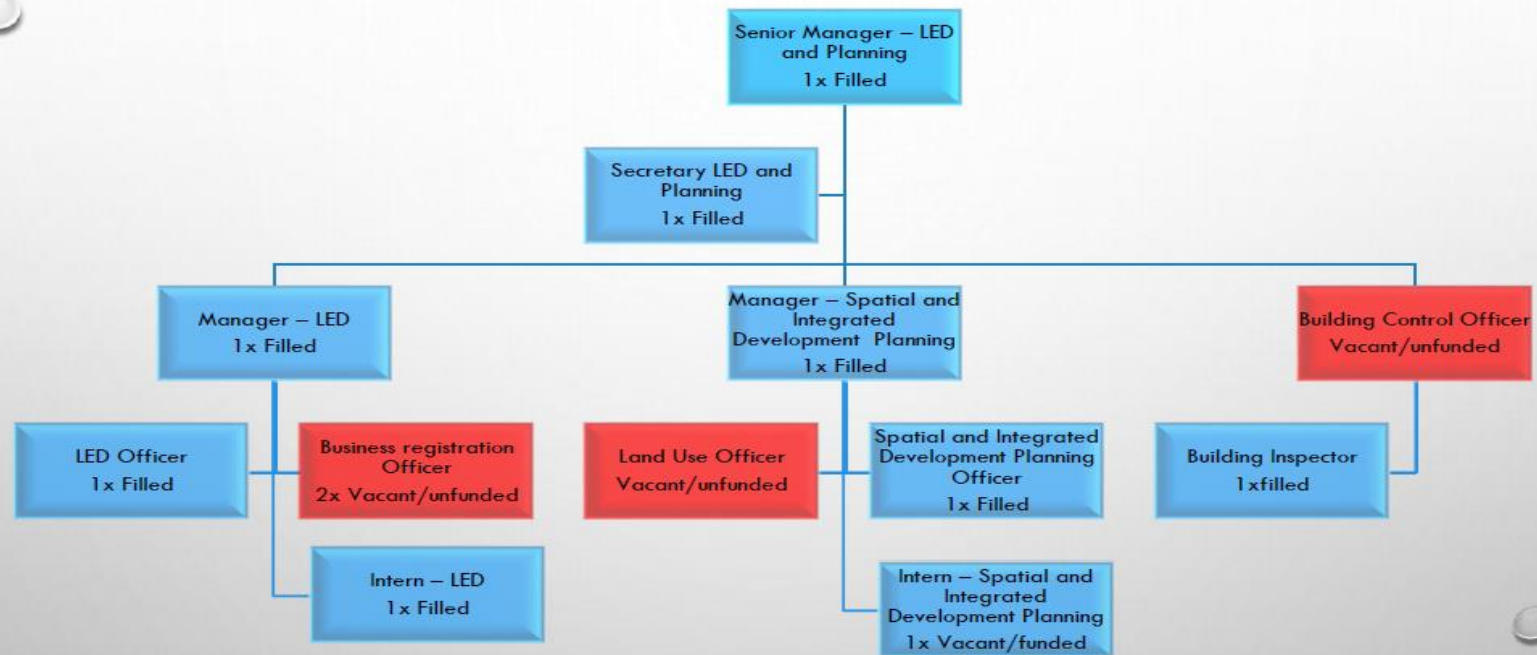 Senior Manager – LED
and Planning
1x Filled
Secretary LED and
Planning
1x Filled
Manager – LED
1x Filled
Manager – Spatial and
Integrated
Development Planning
1x Filled
Building Control Officer
Vacant/unfunded
LED Officer
1x Filled
Business registration
Officer
2x Vacant/unfunded
Land Use Officer
Vacant/unfunded
Spatial and Integrated
Development Planning
Officer
1x Filled
Building Inspector
1xfilled
Intern – LED
1x Filled
Intern – Spatial and
Integrated
Development Planning
1x Vacant/funded